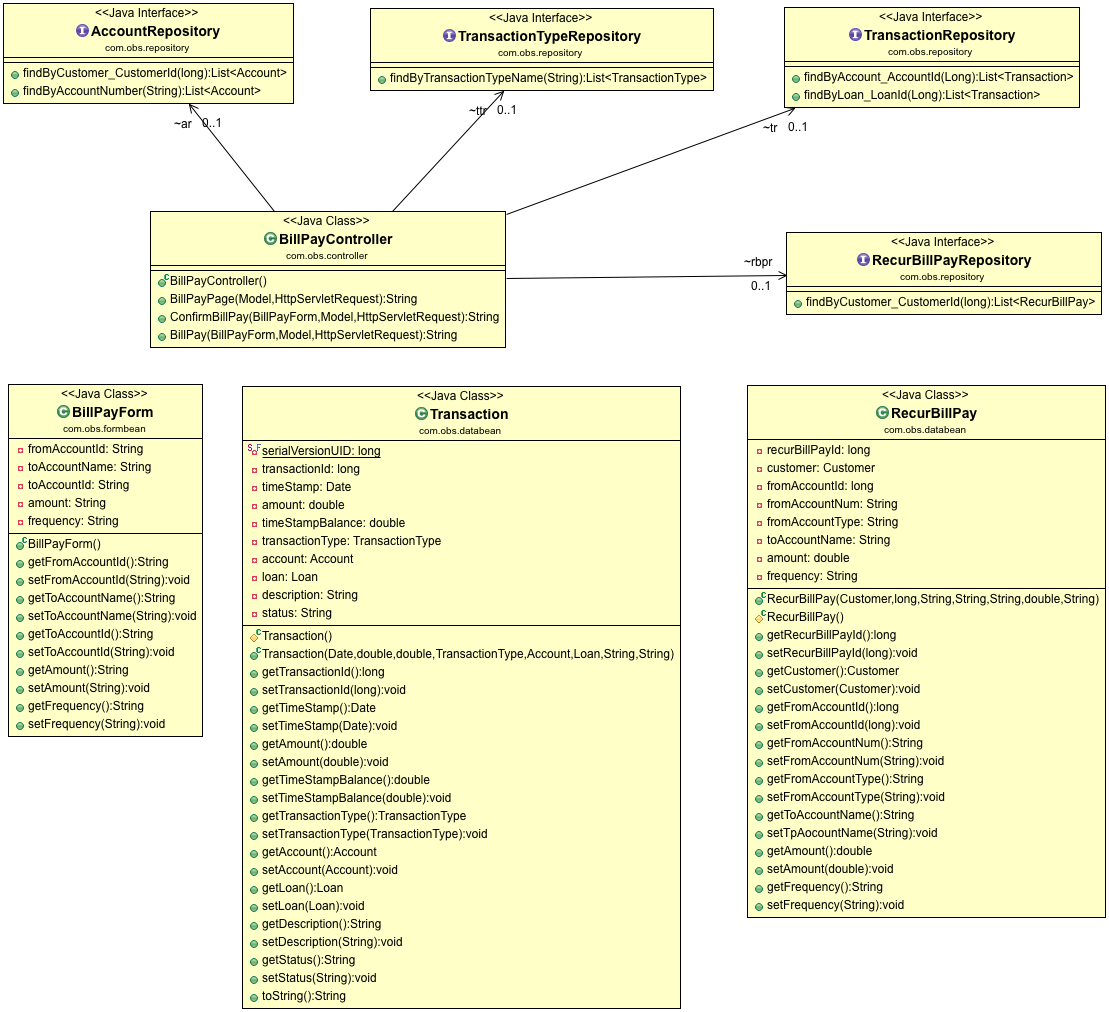 <<Java Interface>>
AccountRepository
com.obs.repository
findByCustomer_CustomerId(long):List<Account>
findByAccountNumber(String):List<Account>
<<Java Interface>>
TransactionTypeRepository
com.obs.repository
findByTransactionTypeName(String):List<TransactionType>
<<Java Interface>>
TransactionRepository
com.obs.repository
findByAccount_AccountId(Long):List<Transaction>
findByLoan_LoanId(Long):List<Transaction>
~ar 0..1
~ttr 0..1
~tr 0..1
<<Java Class>>
BillPayController
com.obs.controller
BillPayController()
BillPayPage(Model,HttpServletRequest):String
ConfirmBillPay(BillPayForm,Model,HttpServletRequest):String
BillPay(BillPayForm,Model,HttpServletRequest):String
~rbpr
0..1
<<Java Interface>>
RecurBillPayRepository
com.obs.repository
findByCustomer_CustomerId(long):List<RecurBillPay>
<<Java Class>>
BillPayForm
com.obs.formbean
fromAccountId: String
toAccountName: String
toAccountId: String
amount: String
frequency: String
BillPayForm()
getFromAccountId():String
setFromAccountId(String):void
getToAccountName():String
setToAccountName(String):void
getToAccountId():String
setToAccountId(String):void
getAmount():String
setAmount(String):void
getFrequency():String
setFrequency(String):void
<<Java Class>>
Transaction
com.obs.databean
serialVersionUID: long
transactionId: long
timeStamp: Date
amount: double
timeStampBalance: double
transactionType: TransactionType
account: Account
loan: Loan
description: String
status: String
Transaction()
Transaction(Date,double,double,TransactionType,Account,Loan,String,String)
getTransactionId():long
setTransactionId(long):void
getTimeStamp():Date
setTimeStamp(Date):void
getAmount():double
setAmount(double):void
getTimeStampBalance():double
setTimeStampBalance(double):void
getTransactionType():TransactionType
setTransactionType(TransactionType):void
getAccount():Account
setAccount(Account):void
getLoan():Loan
setLoan(Loan):void
getDescription():String
setDescription(String):void
getStatus():String
setStatus(String):void
toString():String
<<Java Class>>
RecurBillPay
com.obs.databean
recurBillPayId: long
customer: Customer
fromAccountId: long
fromAccountNum: String
fromAccountType: String
toAccountName: String
amount: double
frequency: String
RecurBillPay(Customer,long,String,String,String,double,String)
RecurBillPay()
getRecurBillPayId():long
setRecurBillPayId(long):void
getCustomer():Customer
setCustomer(Customer):void
getFromAccountId():long
setFromAccountId(long):void
getFromAccountNum():String
setFromAccountNum(String):void
getFromAccountType():String
setFromAccountType(String):void
getToAccountName():String
setTpAocountName(String):void
getAmount():double
setAmount(double):void
getFrequency():String
setFrequency(String):void